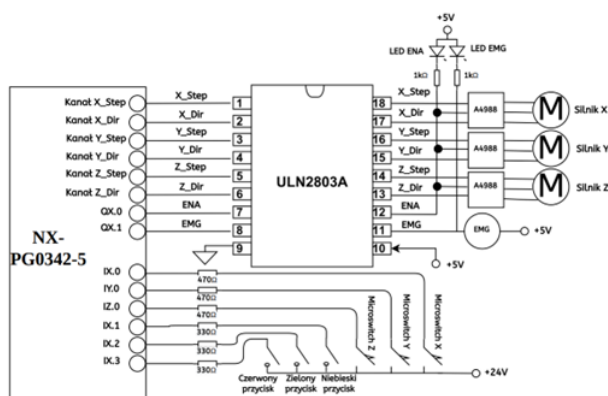 +5V
LED ENA
LED EMG
1kΩ
1kΩ
Kanał X_Step
X_Step
1
18
X_Step
A4988
M
Silnik X
Kanał X_Dir
X_Dir
2
17
X_Dir
Kanał Y_Step
Y_Step
3
16
Y_Step
A4988
M
Silnik Y
Kanał Y_Dir
Y_Dir
4
15
Y_Dir
Kanał Z_Step
Z_Step
5
ULN2803A
14
Z_Step
A4988
M
Silnik Z
Kanał Z_Dir
Z_Dir
6
13
Z_Dir
QX.0
ENA
7
12
ENA
QX.1
EMG
8
11
EMG
EMG
+5V
NX-
PG0342-5
9
10
+5V
IX.0
470Ω
IY.0
470Ω
IZ.0
470Ω
IX.1
330Ω
IX.2
330Ω
IX.3
330Ω
Microswitch Z
Microswitch Y
Microswitch X
Czerwony
przycisk
Zielony
przycisk
Niebieski
przycisk
+24V